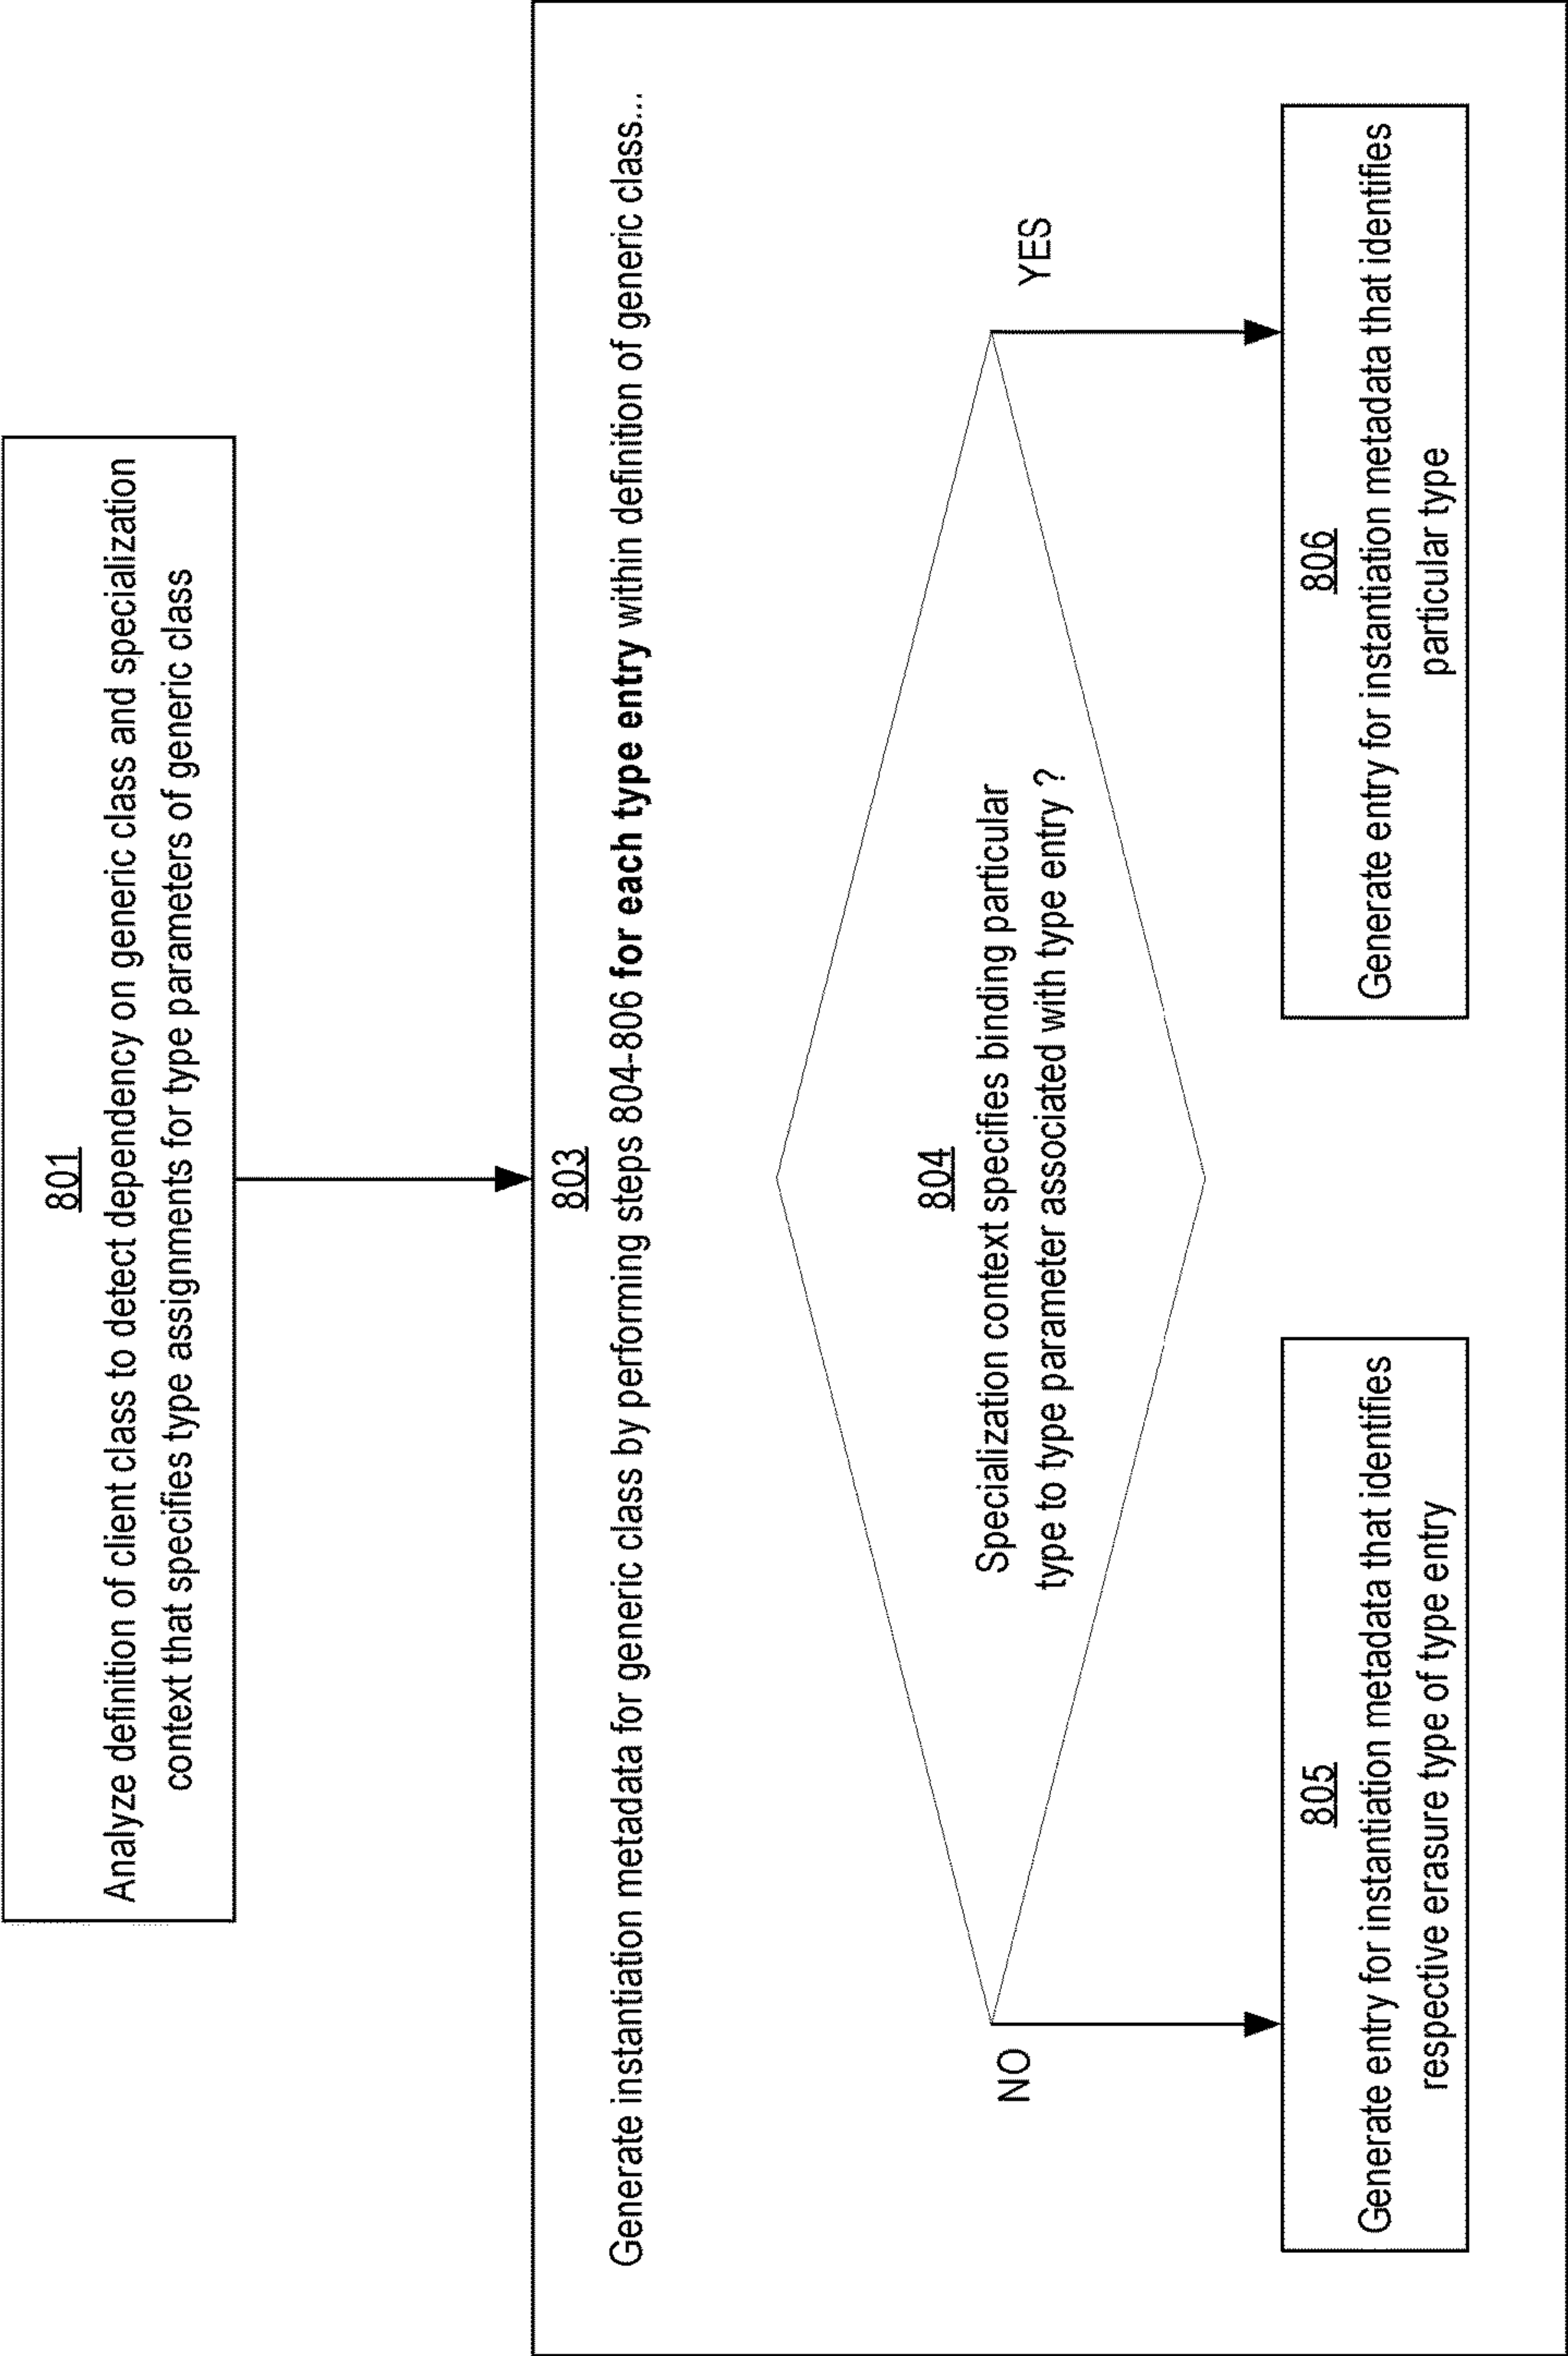 801
Analyze definition of client class to detect dependency on generic class and specialization
context that specifies type assignments for type parameters of generic class
803
Generate instantiation metadata for generic class by performing steps 804-806 for each type entry within definition of generic class...
804
Specialization context specifies binding particular
type to type parameter associated with type entry ?
NO
YES
805
Generate entry for instantiation metadata that identifies
respective erasure type of type entry
806
Generate entry for instantiation metadata that identifies
particular type